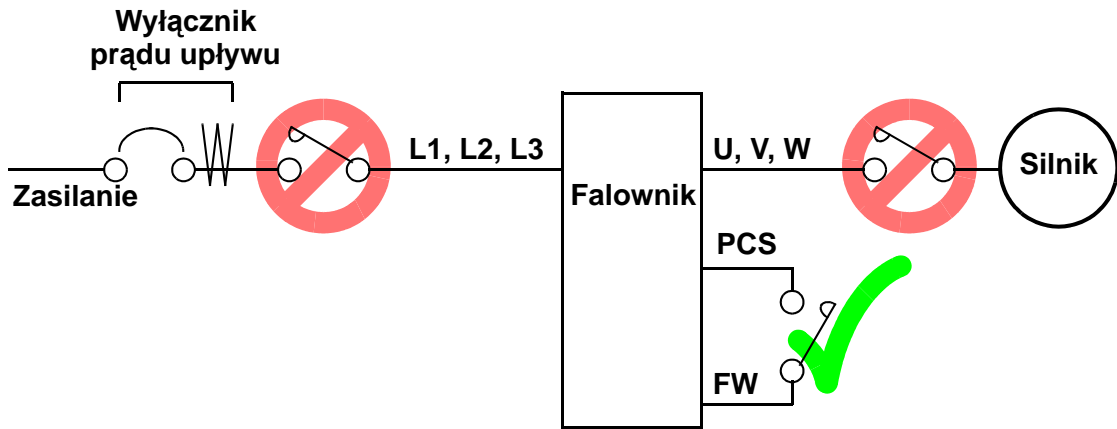 Wyłącznik
prądu upływu
L1, L2, L3
U, V, W
Silnik
Zasilanie
Falownik
PCS
FW